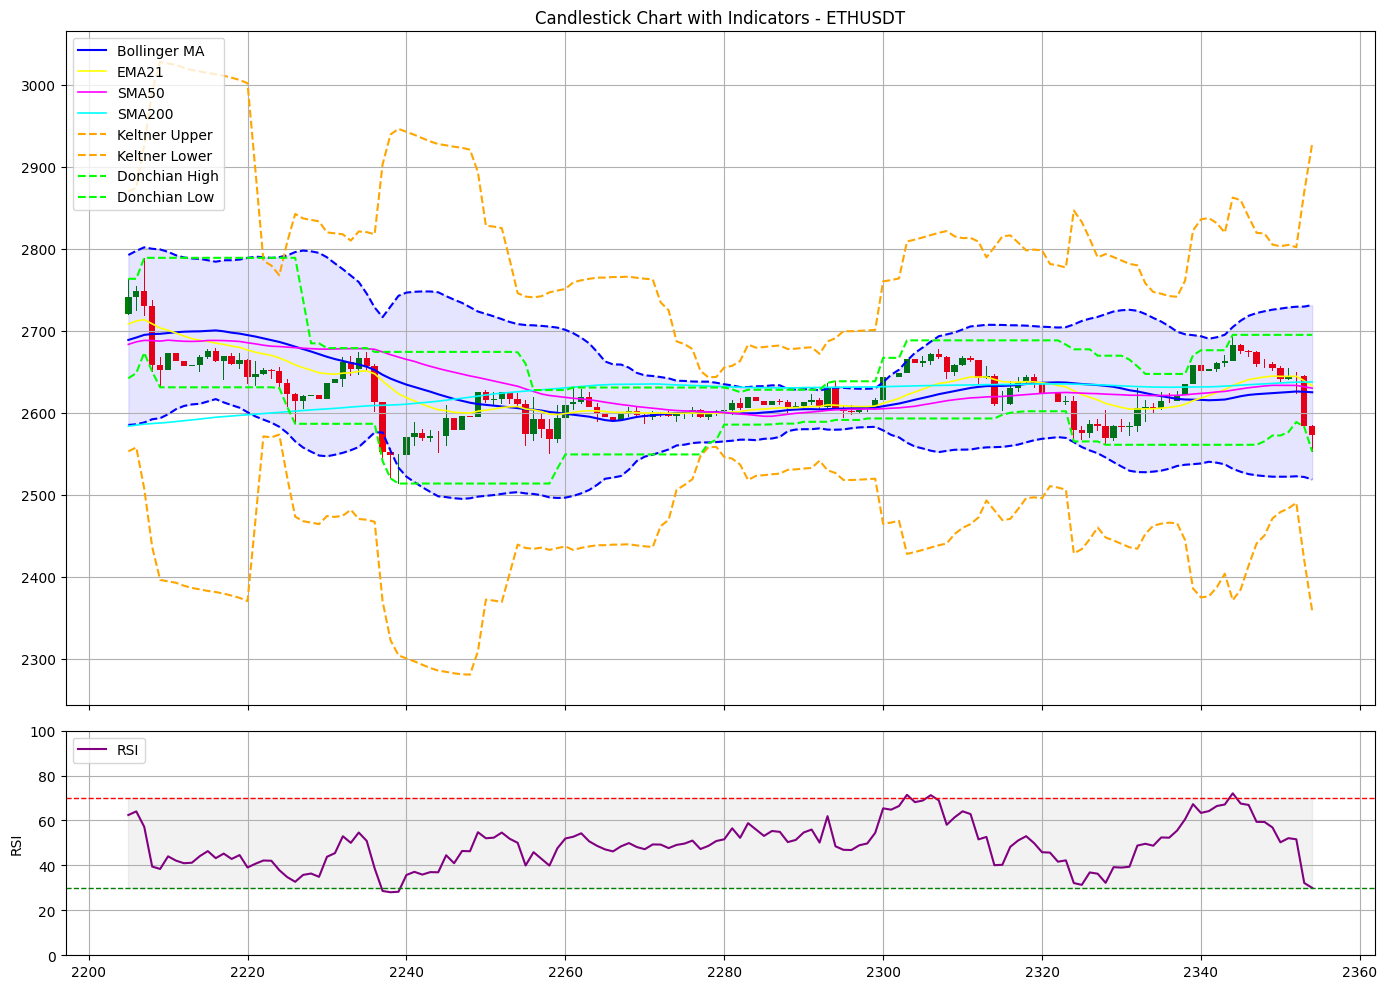 Candlestick Chart with Indicators - ETHUSDT
Bollinger MA
EMA21
SMA50
SMA200
Keltner Upper
Keltner Lower
Donchian High
Donchian Low
3000
2900
2800
2700
2600
2500
2400
2300
RSI
100
80
60
40
20
0
RSI
2200 2220 2240 2260 2280 2300 2320 2340 2360